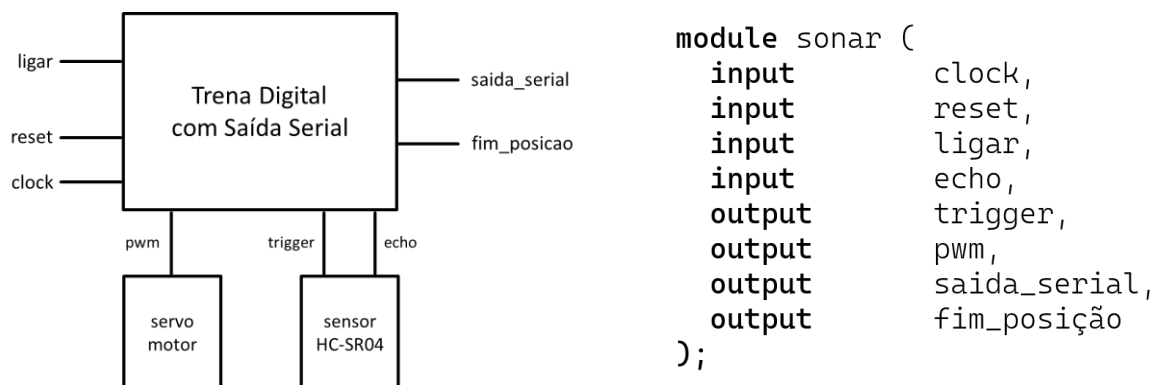 ligar
reset
clock
Trena Digital
com Saída Serial
saida_serial
fim_posicao
pwm
trigger
echo
servo
motor
sensor
HC-SR04
module sonar (
input clock,
input reset,
input ligar,
input echo,
output trigger,
output pwm,
output saida_serial,
output fim_posição
);